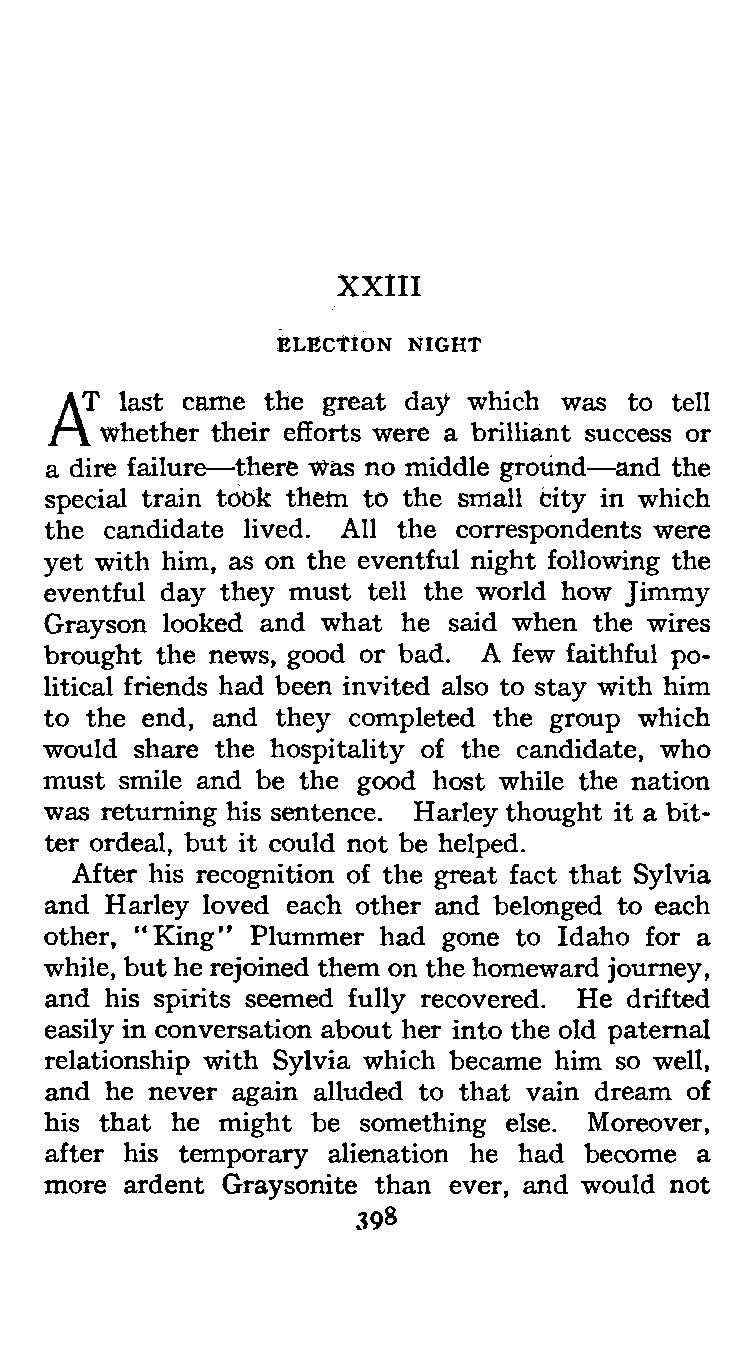 XXIII
ELECTION NIGHT
AT last came the great day which was to tell
whether their efforts were a brilliant success or
a dire failure—there was no middle ground—and the
special train took them to the small city in which
the candidate lived. All the correspondents were
yet with him, as on the eventful night following the
eventful day they must tell the world how Jimmy
Grayson looked and what he said when the wires
brought the news, good or bad. A few faithful po-
litical friends had been invited also to stay with him
to the end, and they completed the group which
would share the hospitality of the candidate, who
must smile and be the good host while the nation
was returning his sentence. Harley thought it a bit-
ter ordeal, but it could not be helped.
After his recognition of the great fact that Sylvia
and Harley loved each other and belonged to each
other, "King" Plummer had gone to Idaho for a
while, but he rejoined them on the homeward journey,
and his spirits seemed fully recovered. He drifted
easily in conversation about her into the old paternal
relationship with Sylvia which became him so well,
and he never again alluded to that vain dream of
his that he might be something else. Moreover,
after his temporary alienation he had become a
more ardent Graysonite than ever, and would not
398